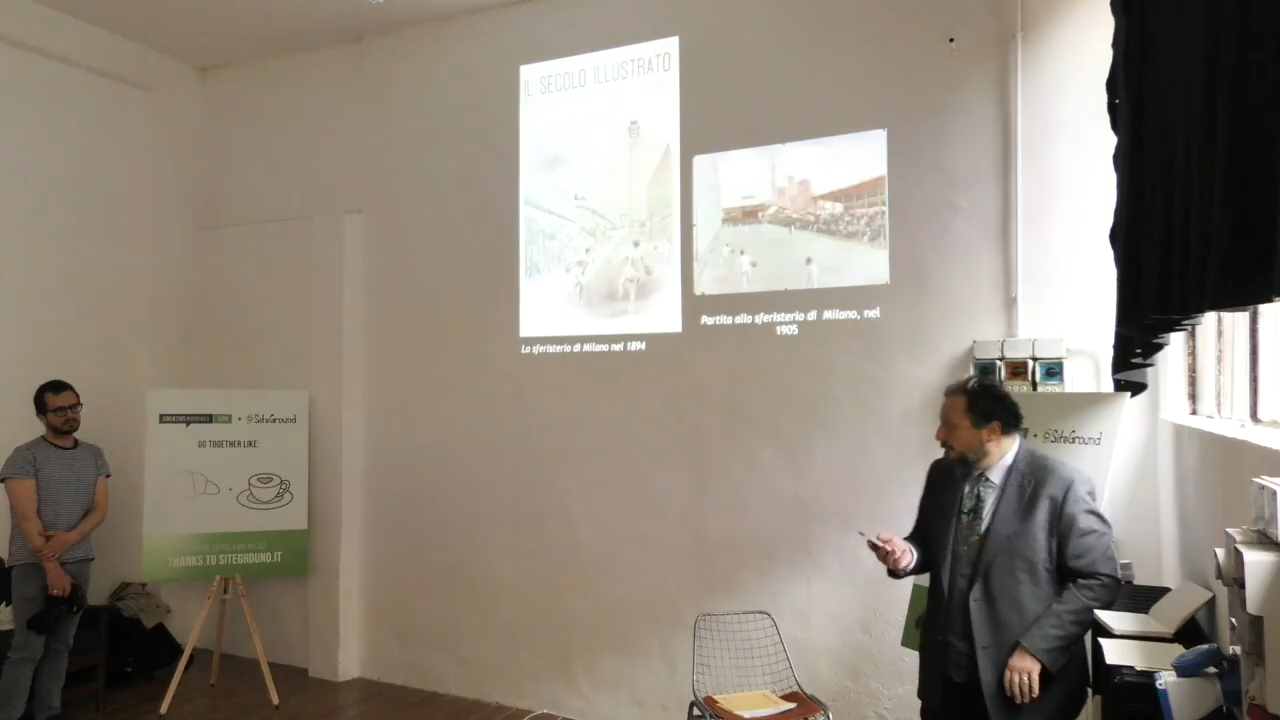 IL SECOLO ILLUSTRATO
Lo sferisterio di Milano nel 1894
Partita allo sferisterio di Milano, nel
1905
CREATIVEMORNINGS + @SiteGround
GO TOGETHER LIKE:
+
THANKS TO SITEGROUND.IT
+ @SiteGround